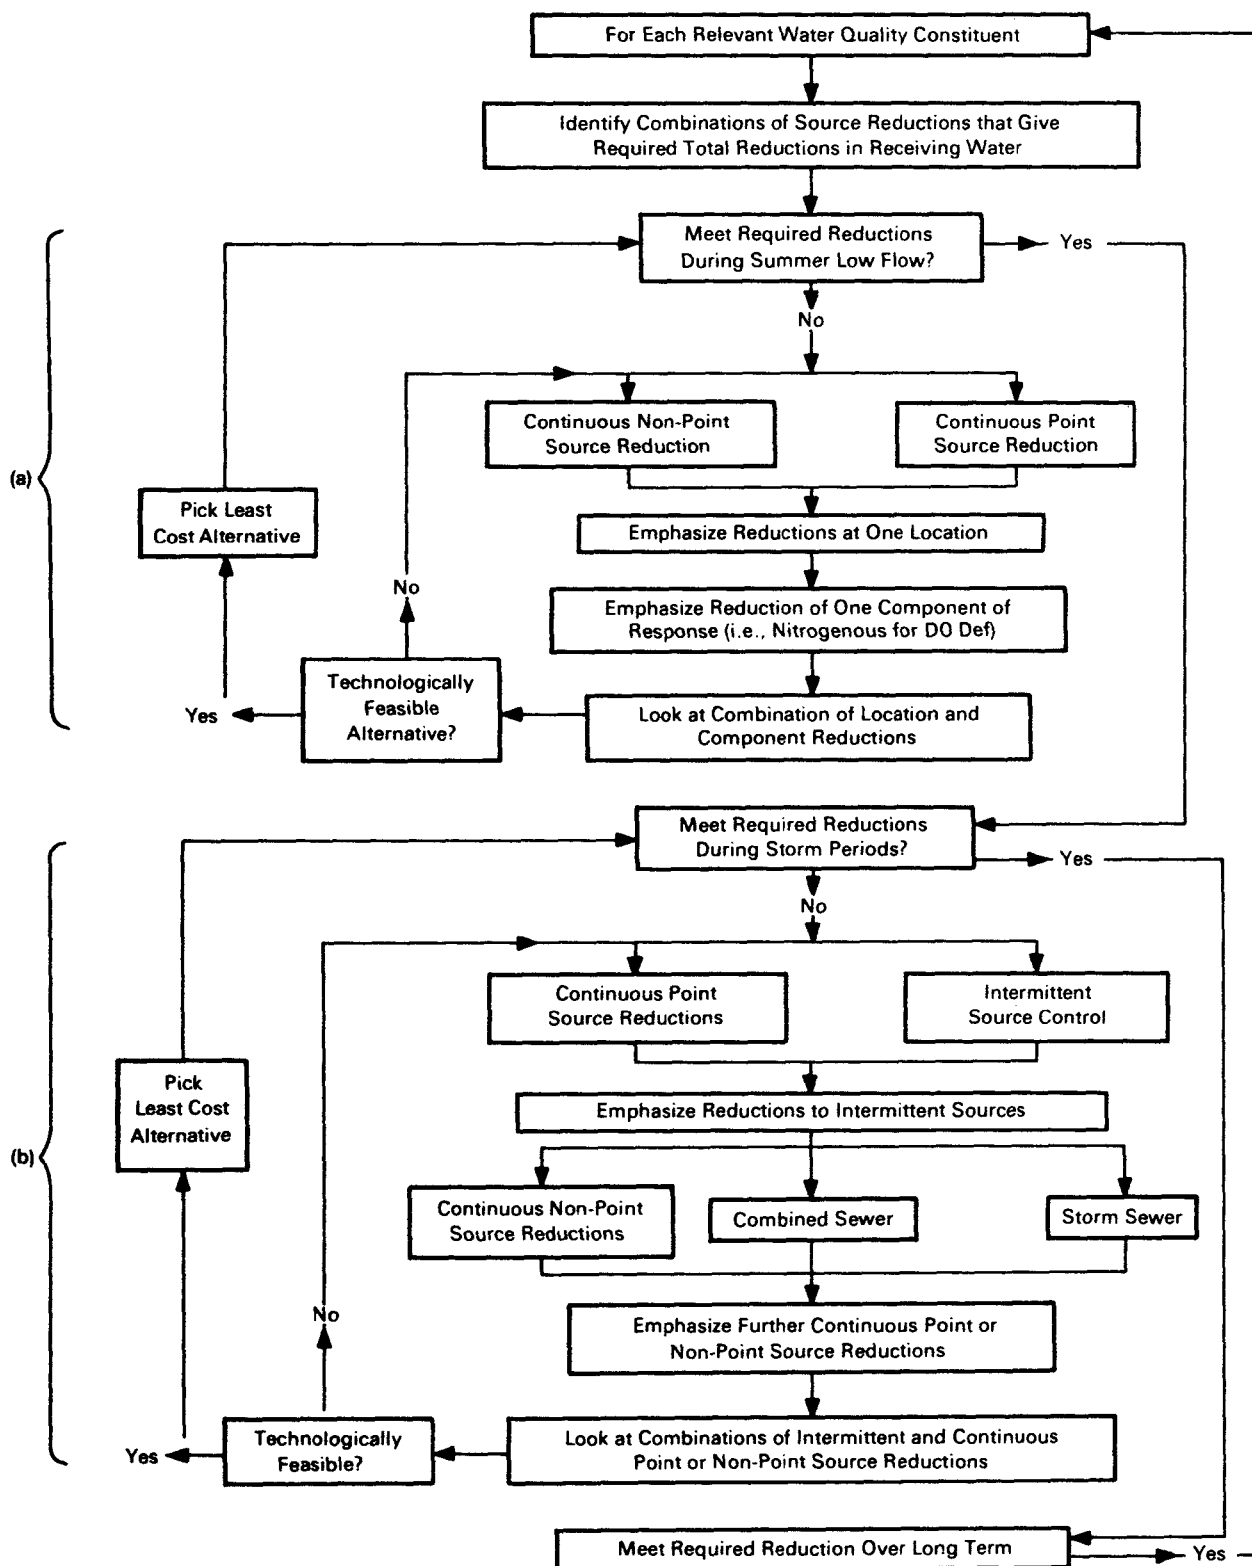 For Each Relevant Water Quality Constituent
Identify Combinations of Source Reductions that Give
Required Total Reductions in Receiving Water
Meet Required Reductions
During Summer Low Flow?
Yes
No
Continuous Non-Point
Source Reduction
Continuous Point
Source Reduction
(a)
Pick Least
Cost Alternative
Emphasize Reductions at One Location
No
Emphasize Reduction of One Component of
Response (i.e., Nitrogenous for DO Def)
Technologically
Feasible
Alternative?
Yes
Look at Combination of Location and
Component Reductions
Meet Required Reductions
During Storm Periods?
Yes
No
Continuous Point
Source Reductions
Intermittent
Source Control
Pick
Least Cost
Alternative
Emphasize Reductions to Intermittent Sources
(b)
Continuous Non-Point
Source Reductions
Combined Sewer
Storm Sewer
No
Emphasize Further Continuous Point or
Non-Point Source Reductions
Yes
Technologically
Feasible?
Look at Combinations of Intermittent and Continuous
Point or Non-Point Source Reductions
Meet Required Reduction Over Long Term
Yes